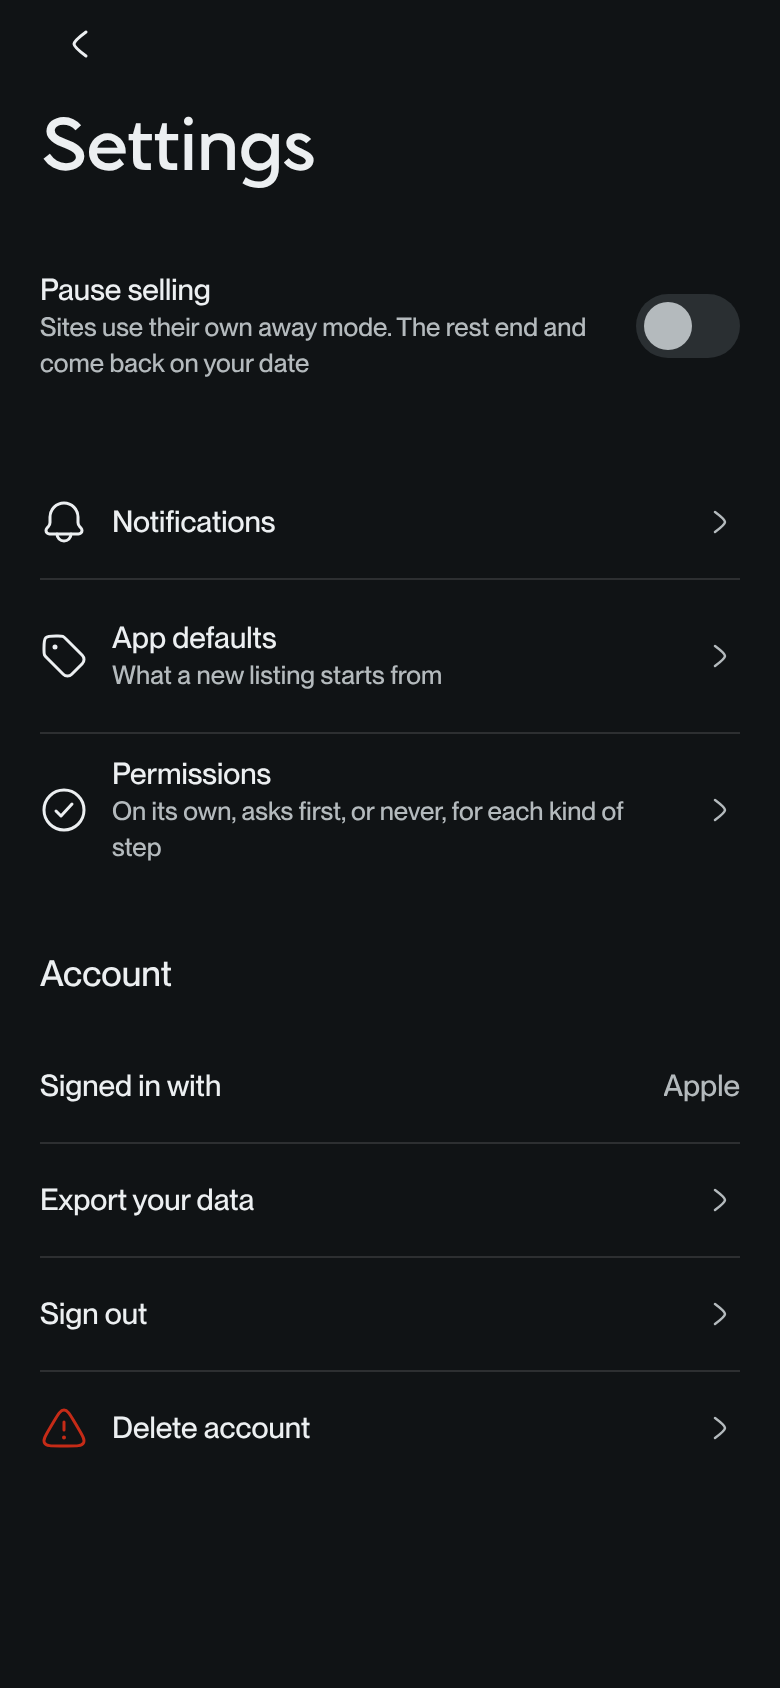 Settings
Pause selling
Sites use their own away mode. The rest end and
come back on your date
Notifications
App defaults
What a new listing starts from
Permissions
On its own, asks first, or never, for each kind of
step
Account
Signed in with
Apple
Export your data
Sign out
Delete account